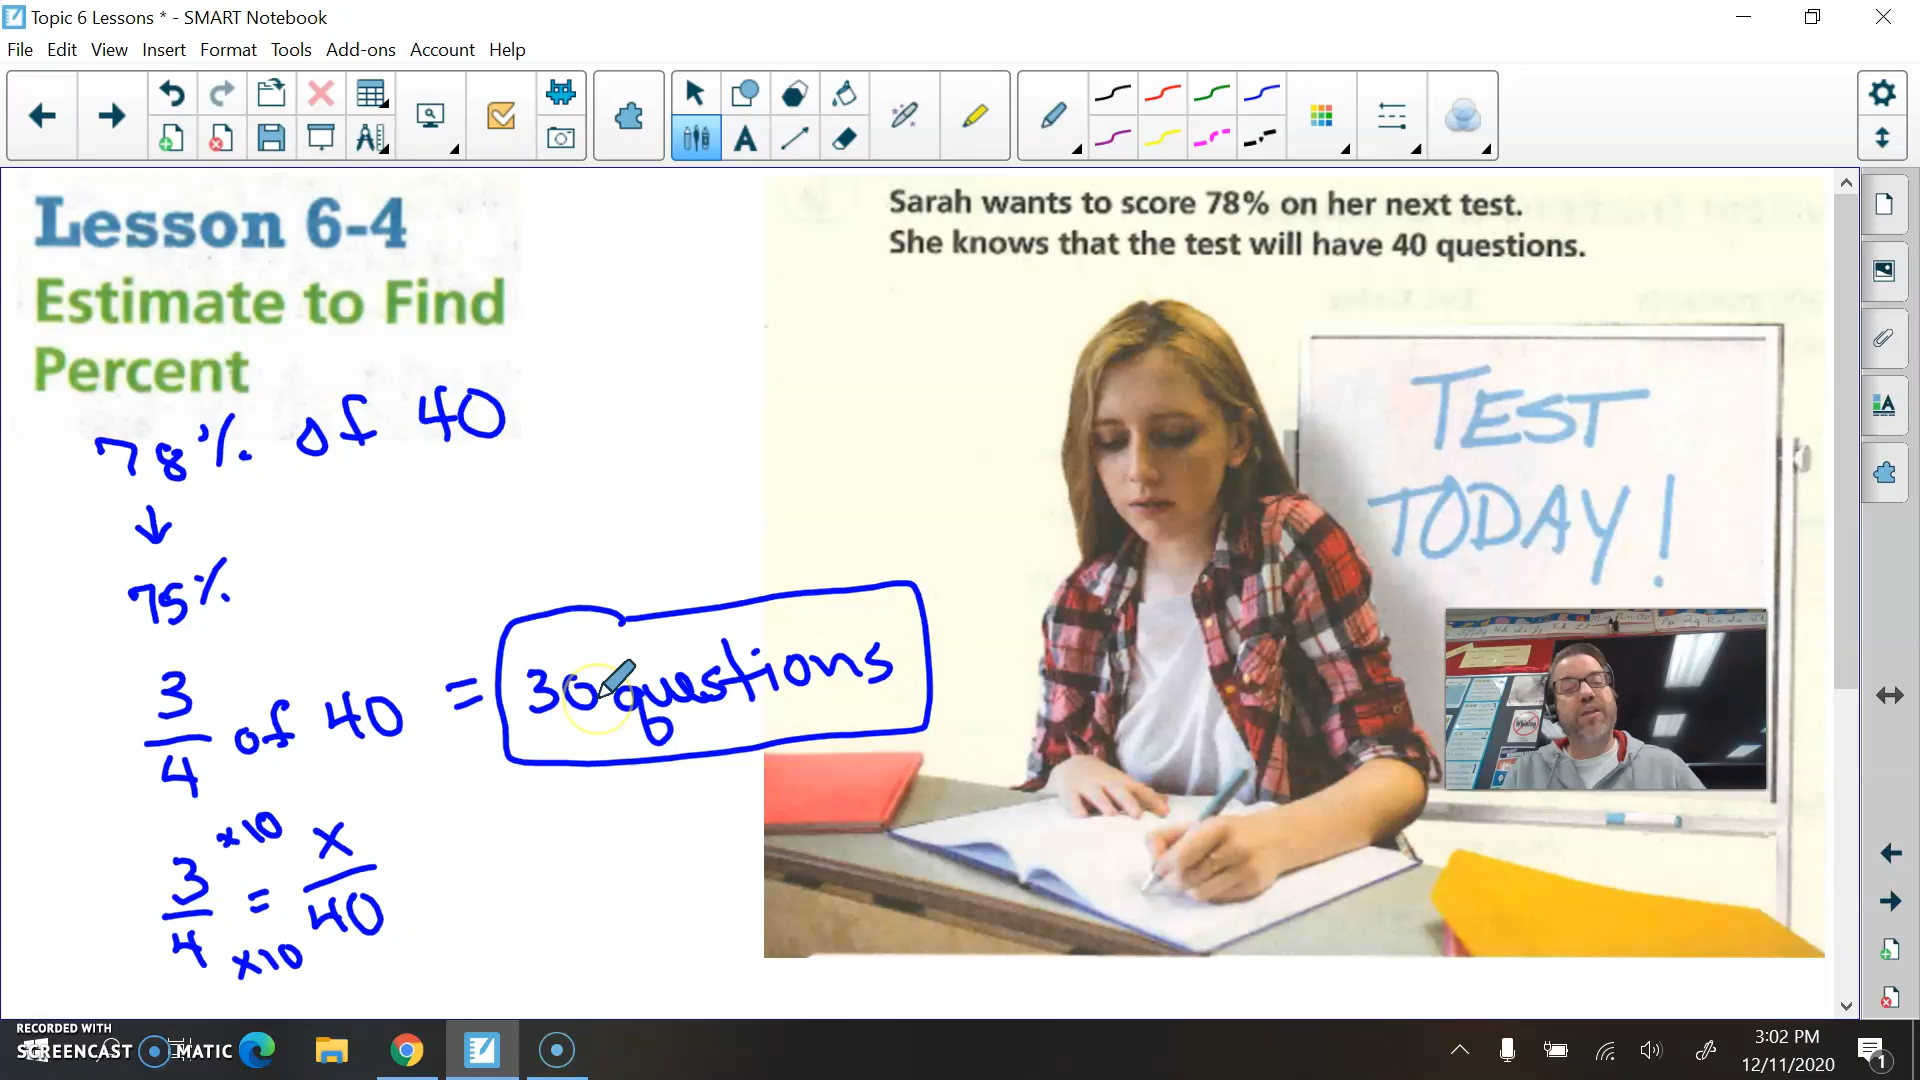 Topic 6 Lessons * - SMART Notebook
File Edit View Insert Format Tools Add-ons Account Help
Lesson 6-4
Estimate to Find
Percent
78% of 40
↓
75%
3/4 of 40 = 30 questions
×10
3/4 = x/40
×10
Sarah wants to score 78% on her next test.
She knows that the test will have 40 questions.
TEST
TODAY!
RECORDED WITH
SCREENCAST MATIC
3:02 PM
12/11/2020
1